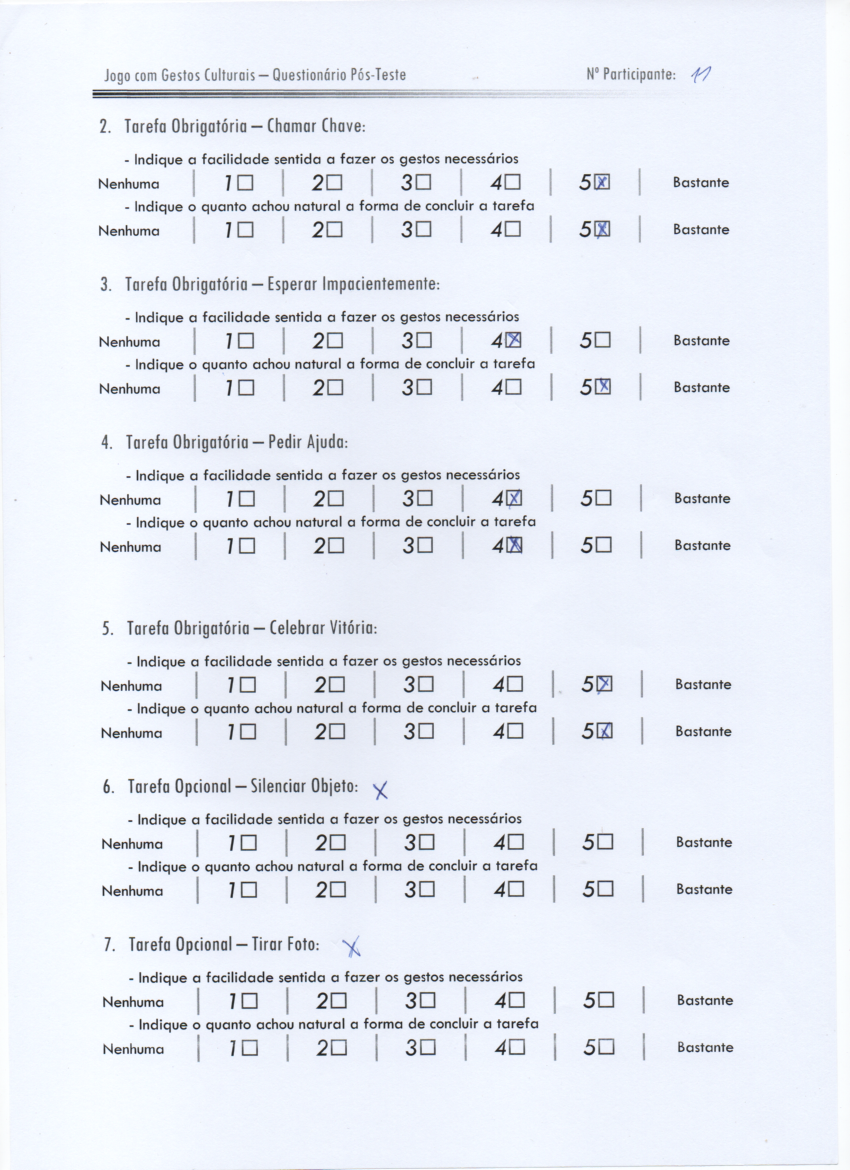 Jogo com Gestos Culturais – Questionário Pós-Teste Nº Participante: 11
2. Tarefa Obrigatória – Chamar Chave:
- Indique a facilidade sentida a fazer os gestos necessários
Nenhuma | 1☐ | 2☐ | 3☐ | 4☐ | 5☒ | Bastante
- Indique o quanto achou natural a forma de concluir a tarefa
Nenhuma | 1☐ | 2☐ | 3☐ | 4☐ | 5☒ | Bastante
3. Tarefa Obrigatória – Esperar Impacientemente:
- Indique a facilidade sentida a fazer os gestos necessários
Nenhuma | 1☐ | 2☐ | 3☐ | 4☒ | 5☐ | Bastante
- Indique o quanto achou natural a forma de concluir a tarefa
Nenhuma | 1☐ | 2☐ | 3☐ | 4☐ | 5☒ | Bastante
4. Tarefa Obrigatória – Pedir Ajuda:
- Indique a facilidade sentida a fazer os gestos necessários
Nenhuma | 1☐ | 2☐ | 3☐ | 4☒ | 5☐ | Bastante
- Indique o quanto achou natural a forma de concluir a tarefa
Nenhuma | 1☐ | 2☐ | 3☐ | 4☒ | 5☐ | Bastante
5. Tarefa Obrigatória – Celebrar Vitória:
- Indique a facilidade sentida a fazer os gestos necessários
Nenhuma | 1☐ | 2☐ | 3☐ | 4☐ | 5☒ | Bastante
- Indique o quanto achou natural a forma de concluir a tarefa
Nenhuma | 1☐ | 2☐ | 3☐ | 4☐ | 5☒ | Bastante
6. Tarefa Opcional – Silenciar Objeto: X
- Indique a facilidade sentida a fazer os gestos necessários
Nenhuma | 1☐ | 2☐ | 3☐ | 4☐ | 5☐ | Bastante
- Indique o quanto achou natural a forma de concluir a tarefa
Nenhuma | 1☐ | 2☐ | 3☐ | 4☐ | 5☐ | Bastante
7. Tarefa Opcional – Tirar Foto: X
- Indique a facilidade sentida a fazer os gestos necessários
Nenhuma | 1☐ | 2☐ | 3☐ | 4☐ | 5☐ | Bastante
- Indique o quanto achou natural a forma de concluir a tarefa
Nenhuma | 1☐ | 2☐ | 3☐ | 4☐ | 5☐ | Bastante